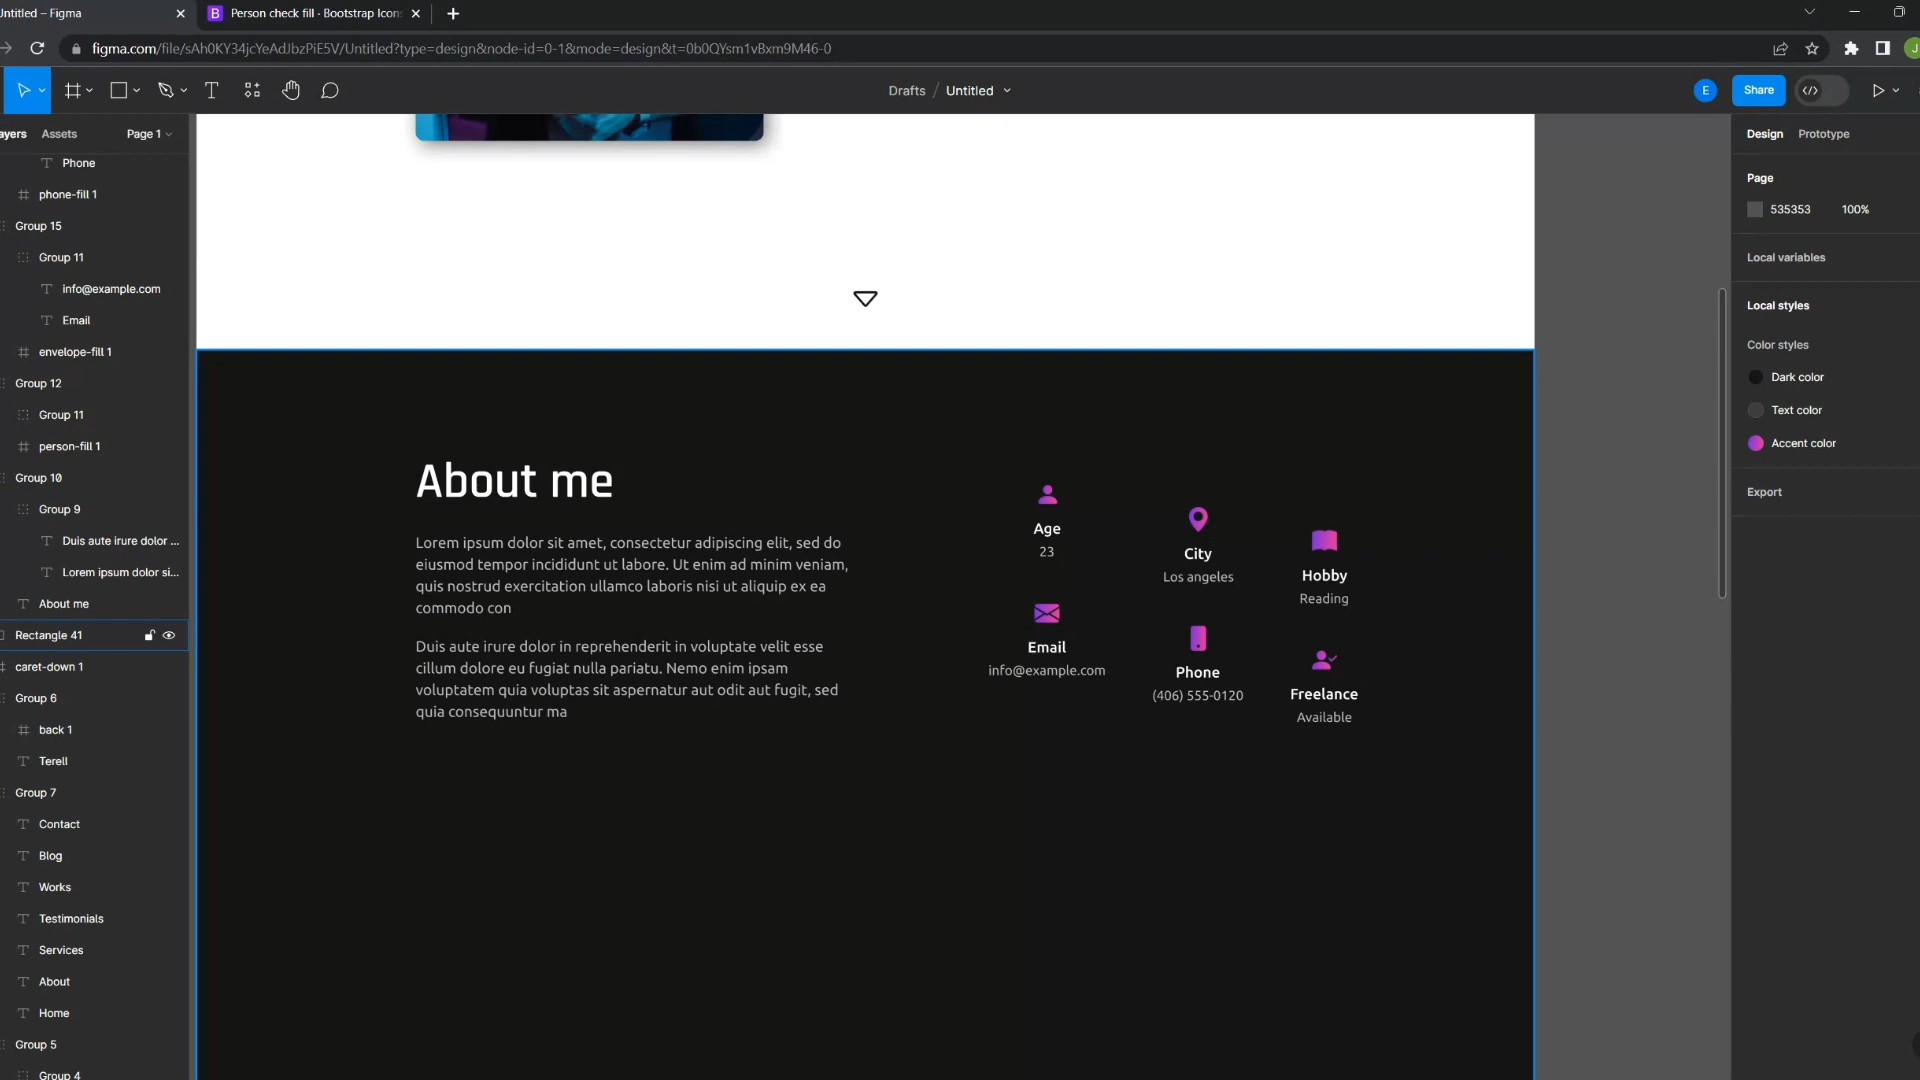 Untitled – Figma
Person check fill · Bootstrap Icons
figma.com/file/sAh0KY34jcYeAdJbzPiE5V/Untitled?type=design&node-id=0-1&mode=design&t=0b0QYsm1vBxm9M46-0
J
Drafts / Untitled
E
Share
ayers
Assets
Page 1
Design
Prototype
Phone
phone-fill 1
Group 15
Group 11
info@example.com
Email
envelope-fill 1
Group 12
Group 11
person-fill 1
Group 10
Group 9
Duis aute irure dolor ...
Lorem ipsum dolor si...
About me
Rectangle 41
caret-down 1
Group 6
back 1
Terell
Group 7
Contact
Blog
Works
Testimonials
Services
About
Home
Group 5
Group 4
About me
Lorem ipsum dolor sit amet, consectetur adipiscing elit, sed do
eiusmod tempor incididunt ut labore. Ut enim ad minim veniam,
quis nostrud exercitation ullamco laboris nisi ut aliquip ex ea
commodo con
Duis aute irure dolor in reprehenderit in voluptate velit esse
cillum dolore eu fugiat nulla pariatu. Nemo enim ipsam
voluptatem quia voluptas sit aspernatur aut odit aut fugit, sed
quia consequuntur ma
Age
23
City
Los angeles
Hobby
Reading
Email
info@example.com
Phone
(406) 555-0120
Freelance
Available
Page
535353
100%
Local variables
Local styles
Color styles
Dark color
Text color
Accent color
Export